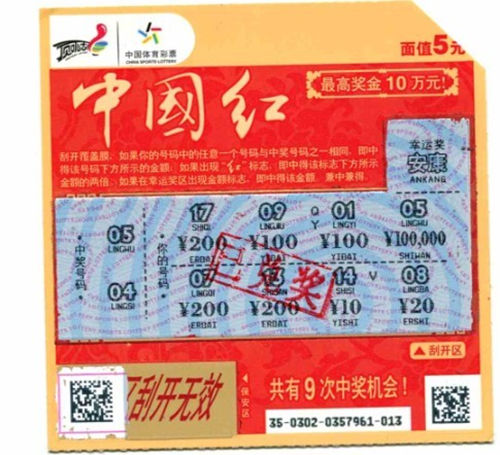 顶呱刮
中国体育彩票
CHINA SPORTS LOTTERY
面值5元
中國红
最高奖金10万元!
刮开覆盖膜,如果你的号码中的任意一个号码与中奖号码之一相同,即中
得该号码下方所示的金额;如果出现“红”标志,即中得该标志下方所示
金额的两倍;如果在幸运奖区出现金额标志,即中得该金额。兼中兼得。
幸运奖
安康
ANKANG
中奖号码
05
LINGWU
04
LINGSI
你的号码
17
SHIQI
¥200
ERBAI
09
LINGJIU
¥100
YIBAI
01
LINGYI
¥100
YIBAI
05
LINGWU
¥100,000
SHIWAN
07
LINGQI
¥200
ERBAI
¥200
ERBAI
14
SHISI
¥10
YISHI
08
LINGBA
¥20
ERSHI
已兑奖
刮开区
刮开无效
保安区
共有9次中奖机会!
35-0302-0357961-013